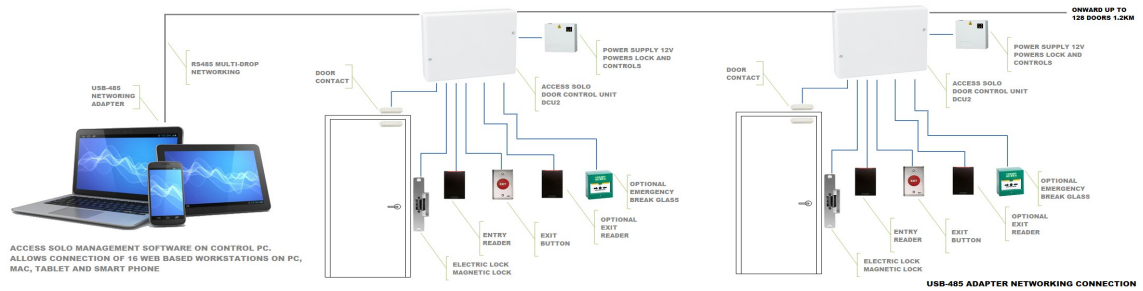 ONWARD UP TO
128 DOORS 1.2KM
RS485 MULTI-DROP
NETWORKING
USB-485
NETWORING
ADAPTER
DOOR
CONTACT
POWER SUPPLY 12V
POWERS LOCK AND
CONTROLS
ACCESS SOLO
DOOR CONTROL UNIT
DCU2
EXIT
OPTIONAL
EMERGENCY
BREAK GLASS
OPTIONAL
EXIT
READER
ENTRY
READER
EXIT
BUTTON
ELECTRIC LOCK
MAGNETIC LOCK
DOOR
CONTACT
POWER SUPPLY 12V
POWERS LOCK AND
CONTROLS
ACCESS SOLO
DOOR CONTROL UNIT
DCU2
EXIT
OPTIONAL
EMERGENCY
BREAK GLASS
OPTIONAL
EXIT
READER
ENTRY
READER
EXIT
BUTTON
ELECTRIC LOCK
MAGNETIC LOCK
ACCESS SOLO MANAGEMENT SOFTWARE ON CONTROL PC.
ALLOWS CONNECTION OF 16 WEB BASED WORKSTATIONS ON PC,
MAC, TABLET AND SMART PHONE
USB-485 ADAPTER NETWORKING CONNECTION